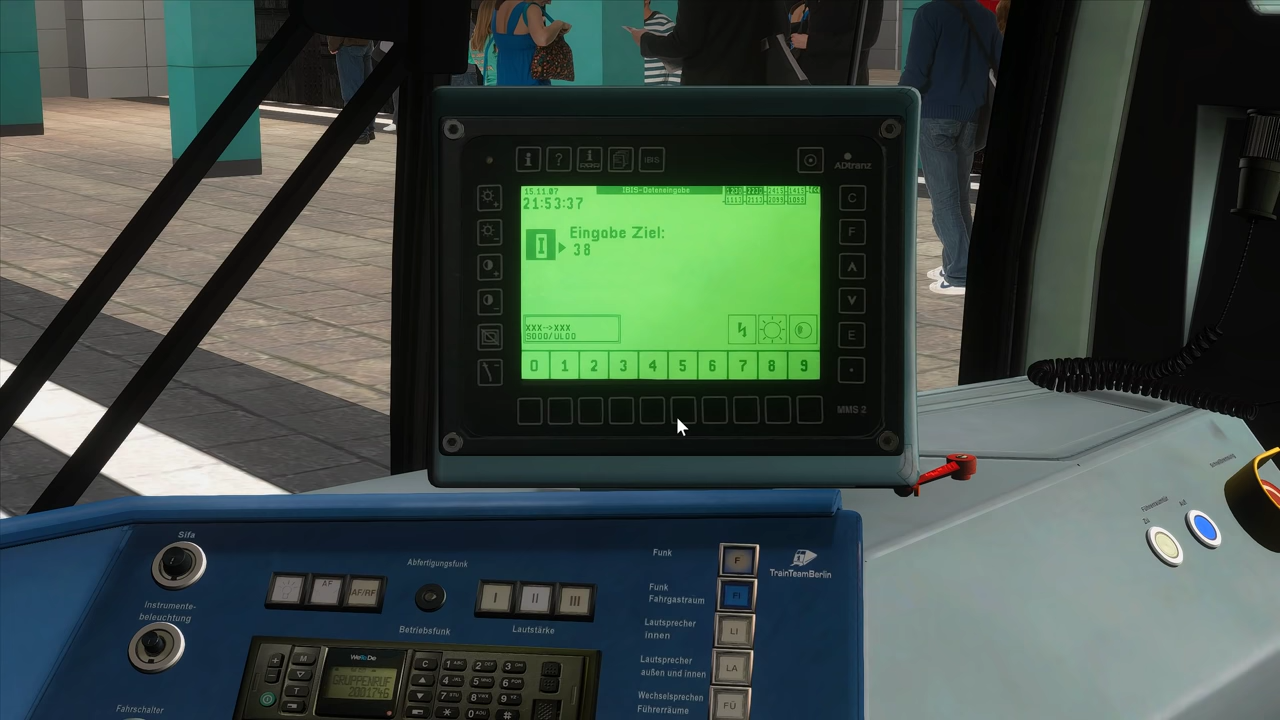 IBIS
ADtranz
15.11.07
IBIS-Dateneingabe
21:53:37
Eingabe Ziel:
38
XXX->XXX
9000/UL00
0 1 2 3 4 5 6 7 8 9
C
F
E
MMS 2
Sifa
Instrumente-
beleuchtung
Fahrschalter
AF
AF/RF
Abfertigungsfunk
Betriebsfunk
I II III
Lautstärke
Funk
F
TrainTeamBerlin
Funk
Fahrgastraum
FI
Lautsprecher
innen
LI
Lautsprecher
außen und innen
LA
Wechselsprechen
Führerräume
FÜ
GRUPPENRUF
2001746
Zu
Auf